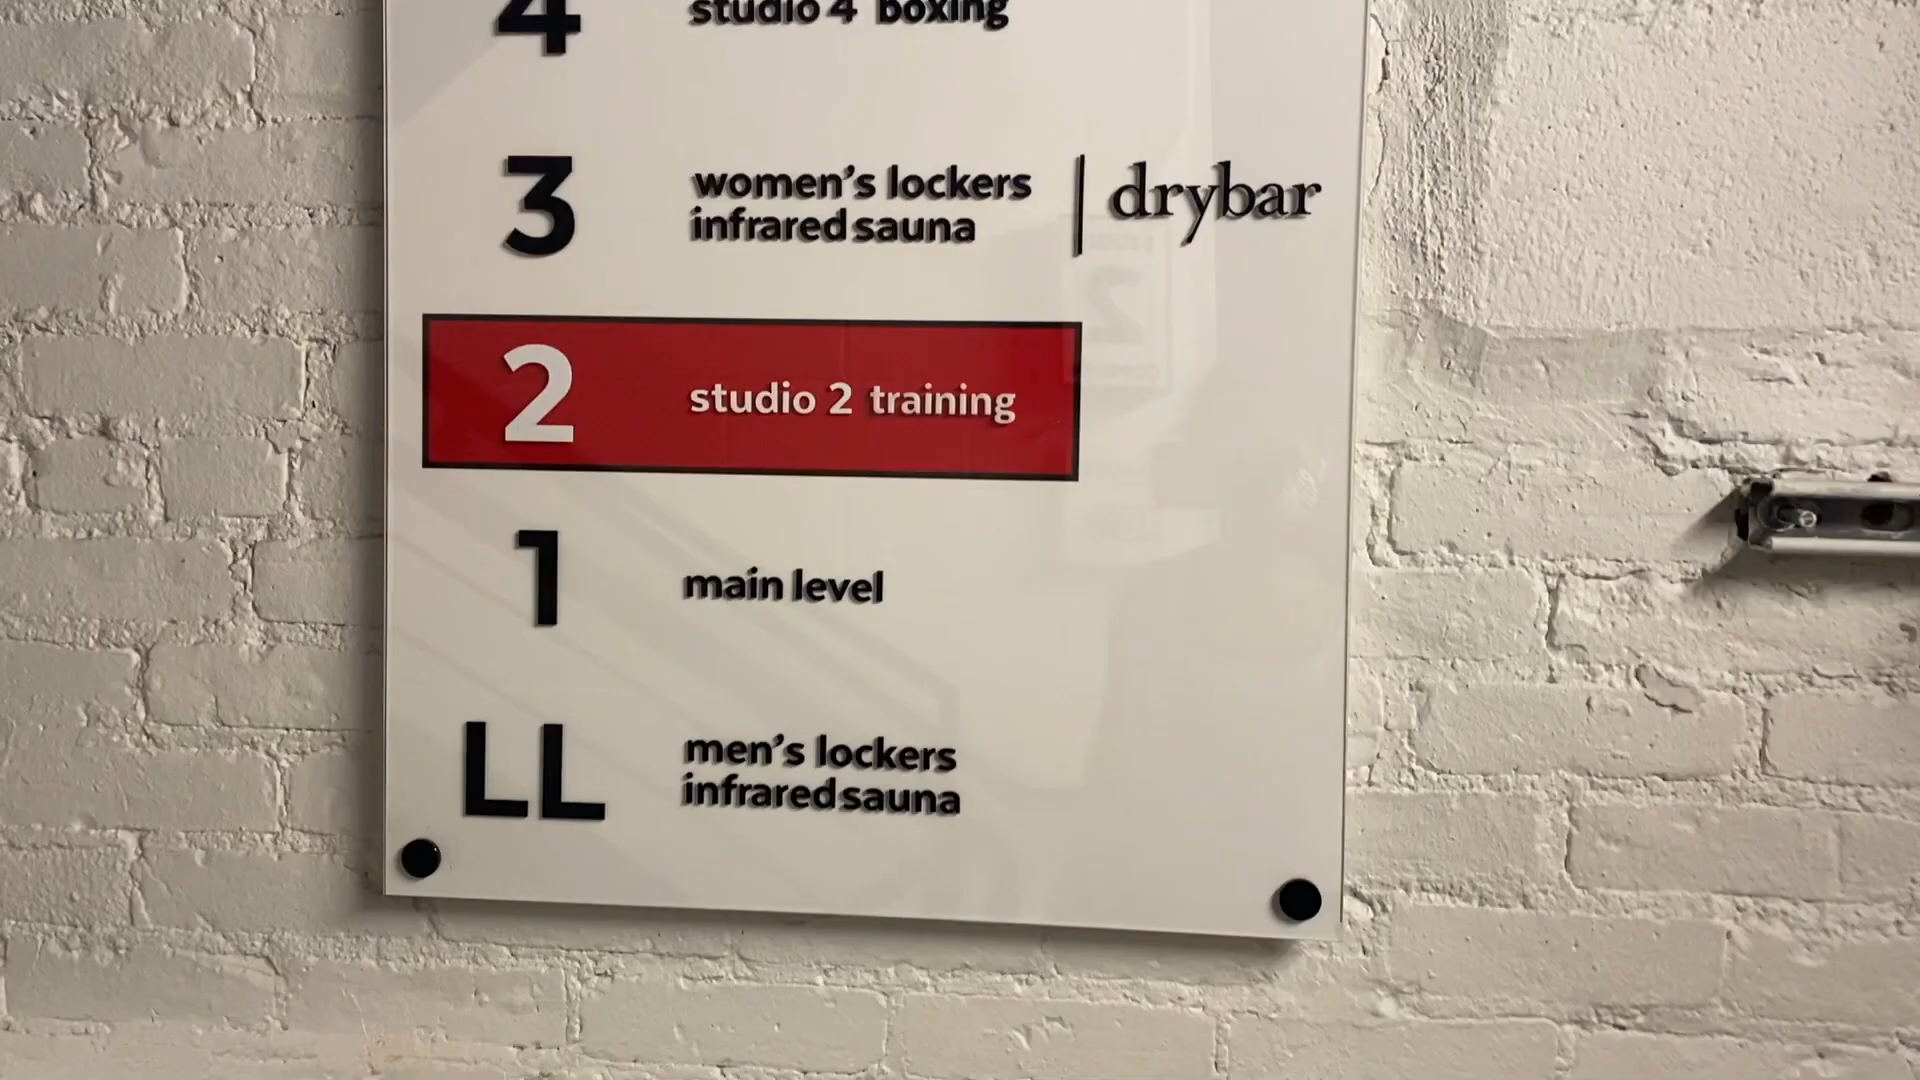 4 studio 4 boxing
3 women's lockers | drybar
infrared sauna
2 studio 2 training
1 main level
LL men's lockers
infrared sauna